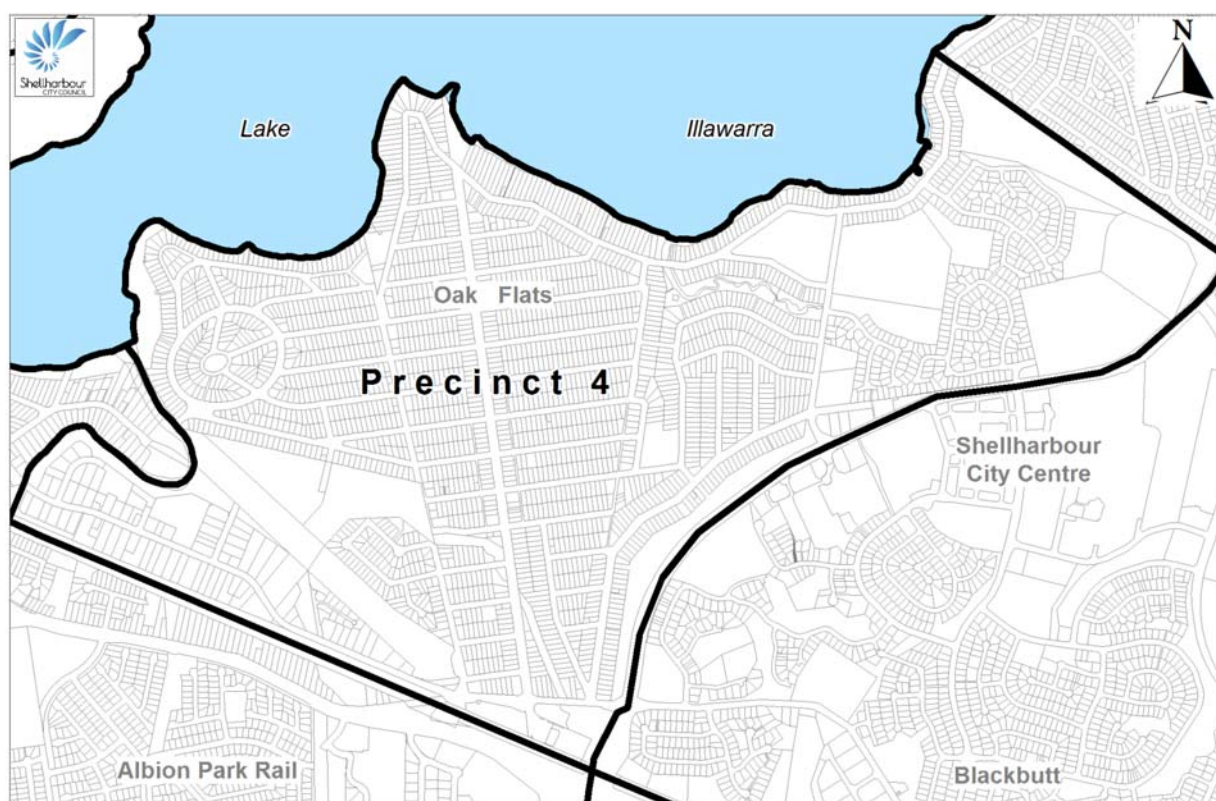 Shellharbour
CITY COUNCIL
N
Lake
Illawarra
Oak Flats
Precinct 4
Shellharbour
City Centre
Albion Park Rail
Blackbutt